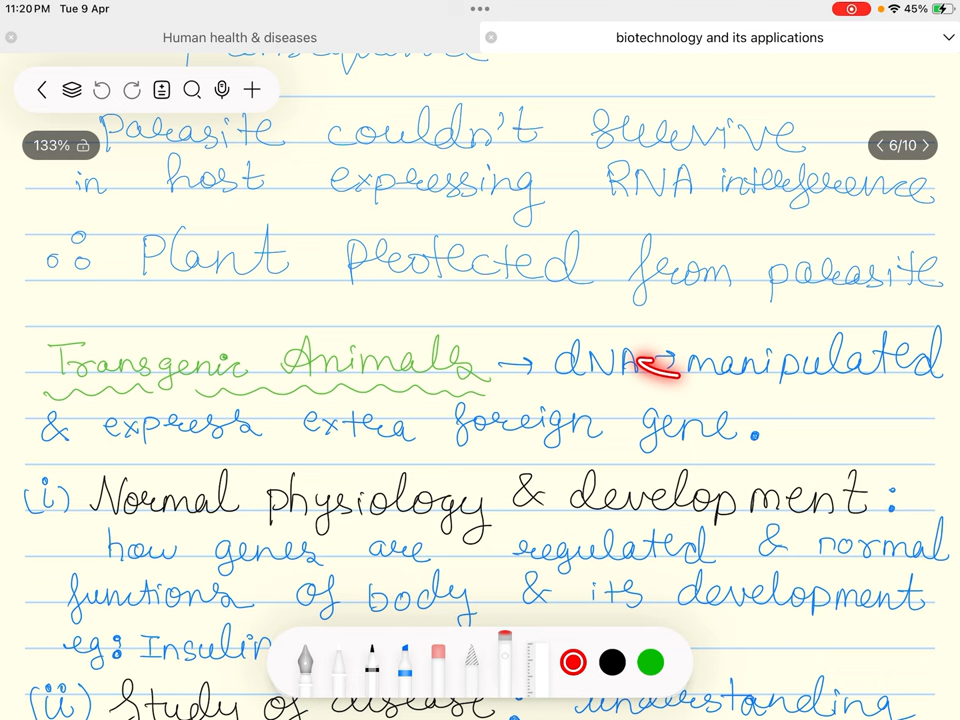 11:20 PM Tue 9 Apr 45%
Human health & diseases biotechnology and its applications
133% 6/10
Parasite couldn't survive
in host expressing RNA interference
∴ Plant protected from parasite
Transgenic Animals → dNA → manipulated
& express extra foreign gene.
(i) Normal physiology & development:
how genes are regulated & normal
functions of body & its development
eg: Insulin
(ii) Study of disease: understanding